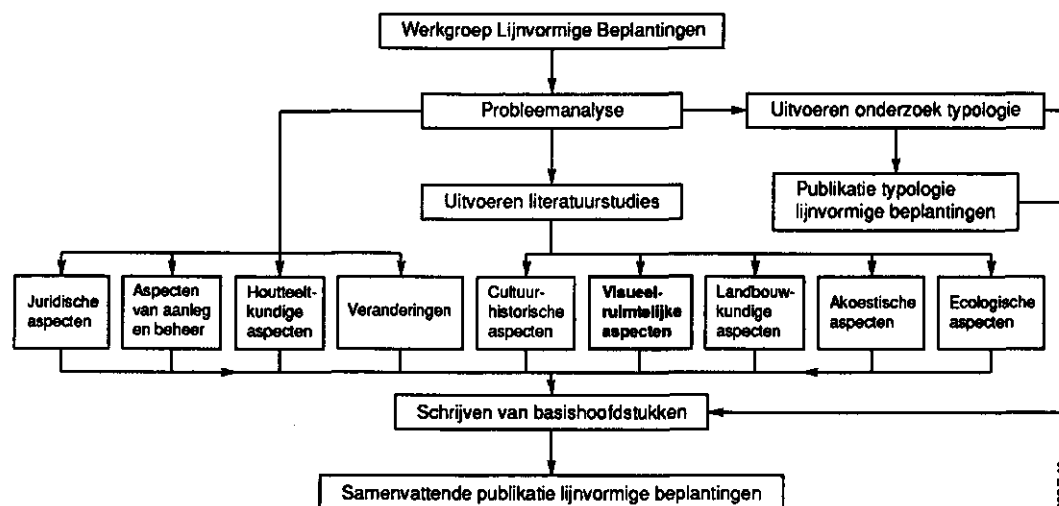 Werkgroep Lijnvormige Beplantingen
Probleemanalyse
Uitvoeren onderzoek typologie
Publikatie typologie
lijnvormige beplantingen
Uitvoeren literatuurstudies
Juridische
aspecten
Aspecten
van aanleg
en beheer
Houtteelt-
kundige
aspecten
Veranderingen
Cultuur-
historische
aspecten
Visueel-
ruimtelijke
aspecten
Landbouw-
kundige
aspecten
Akoestische
aspecten
Ecologische
aspecten
Schrijven van basishoofdstukken
Samenvattende publikatie lijnvormige beplantingen